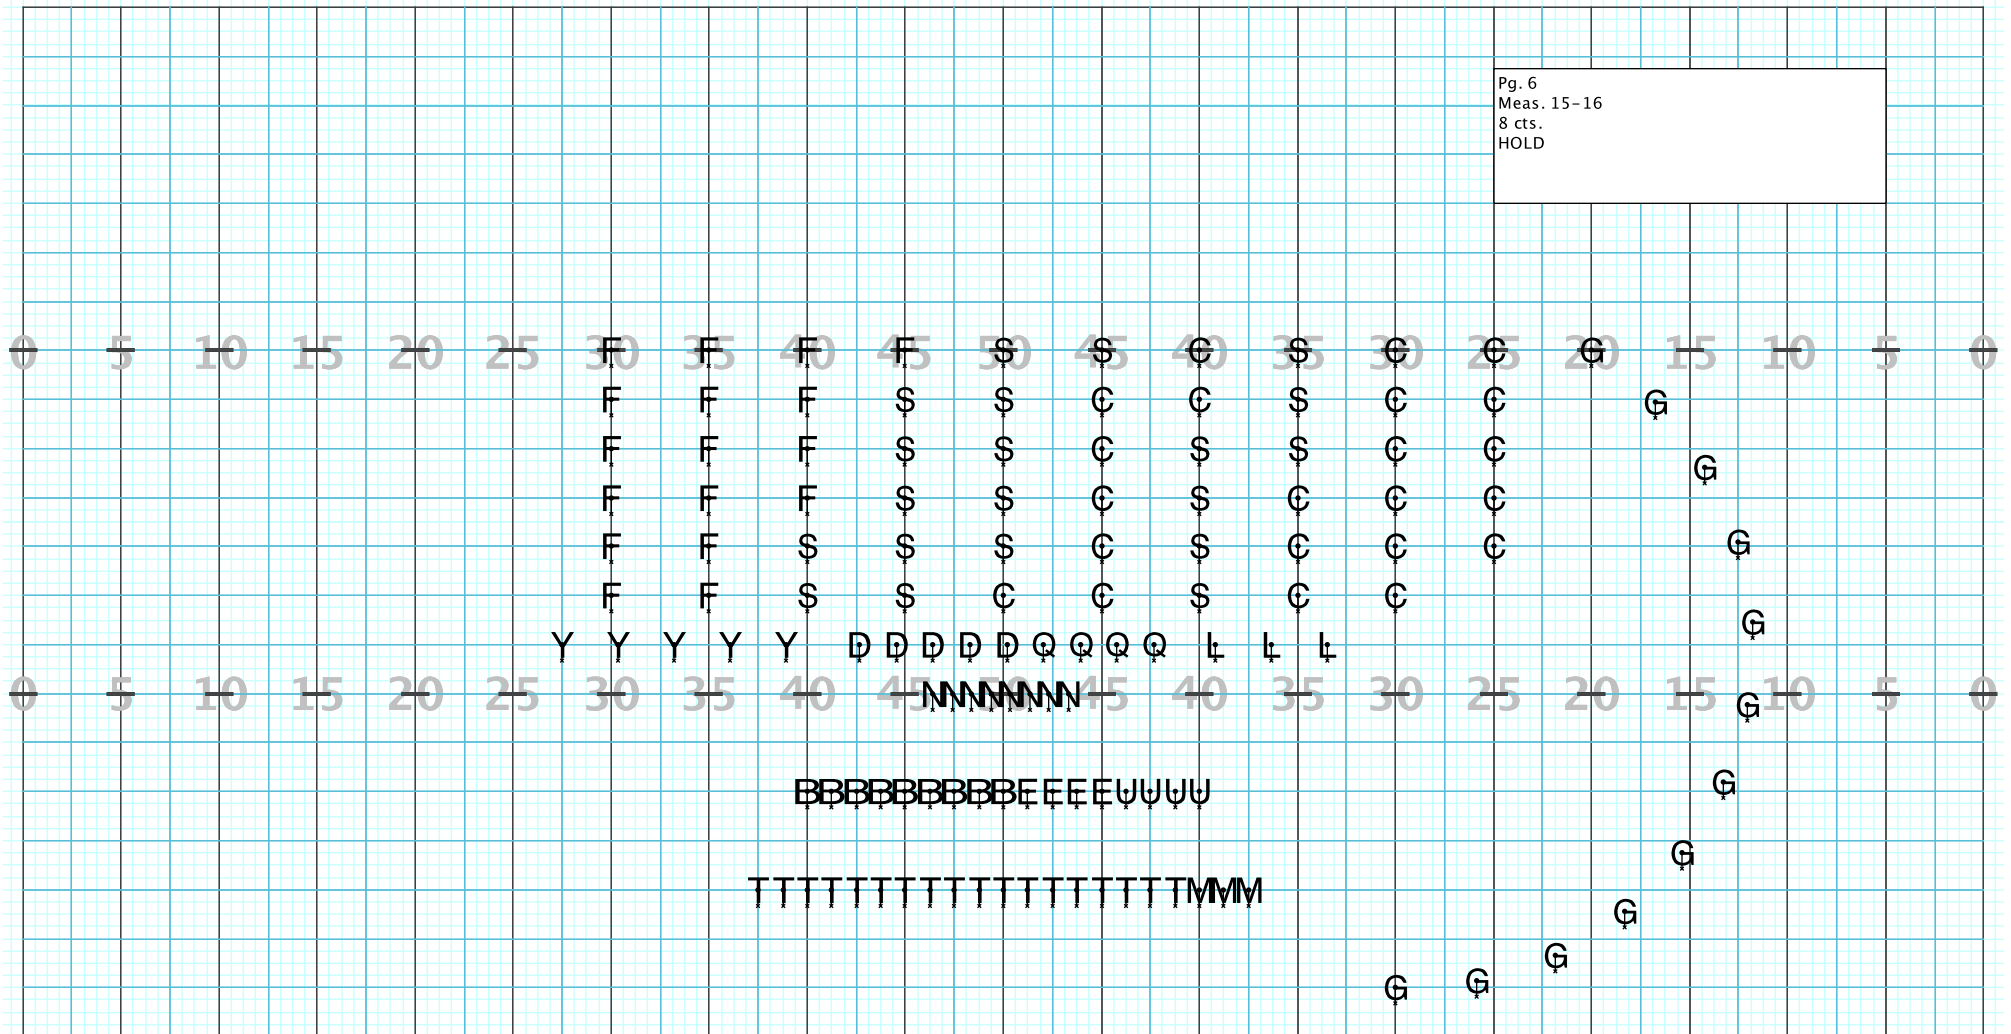 Pg. 6
Meas. 15-16
8 cts.
HOLD
0 5 10 15 20 25 30 35 40 45 50 45 40 35 30 25 20 15 10 5 0
F F F F S S C S C C G
F F F S S C C S C C G
F F F S S C S S C C G
F F F S S C S C C C
F F S S S C S C C C G
F F S S C C S C C G
Y Y Y Y Y D D D D D Q Q Q Q L L L
0 5 10 15 20 25 30 35 40 45 50 45 40 35 30 25 20 15 10 5 0
N N N N N N N N G
G
B B B B B B B B B E E E E U U U U
G
T T T T T T T T T T T T T T T T T T M M M
G
G
G
G